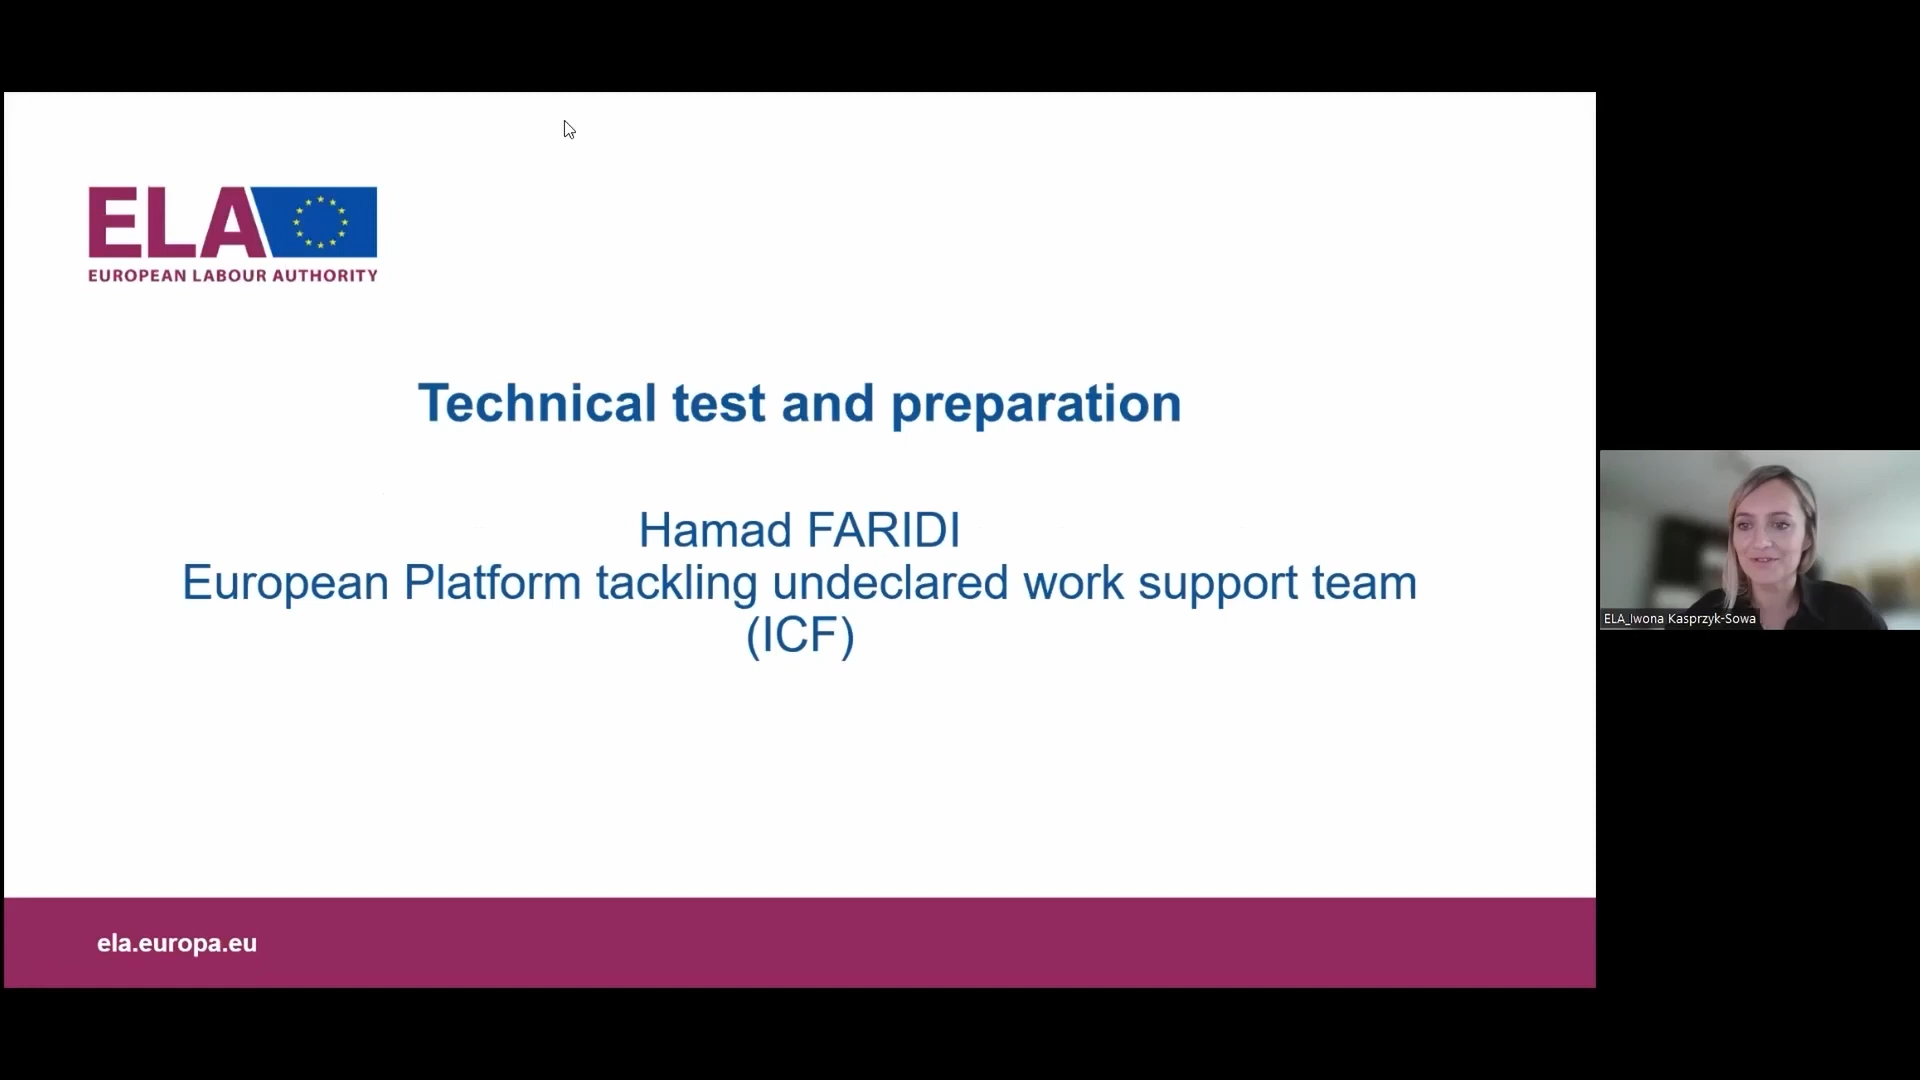 ELA
EUROPEAN LABOUR AUTHORITY
Technical test and preparation
Hamad FARIDI
European Platform tackling undeclared work support team
(ICF)
ELA_Iwona Kasprzyk-Sowa
ela.europa.eu